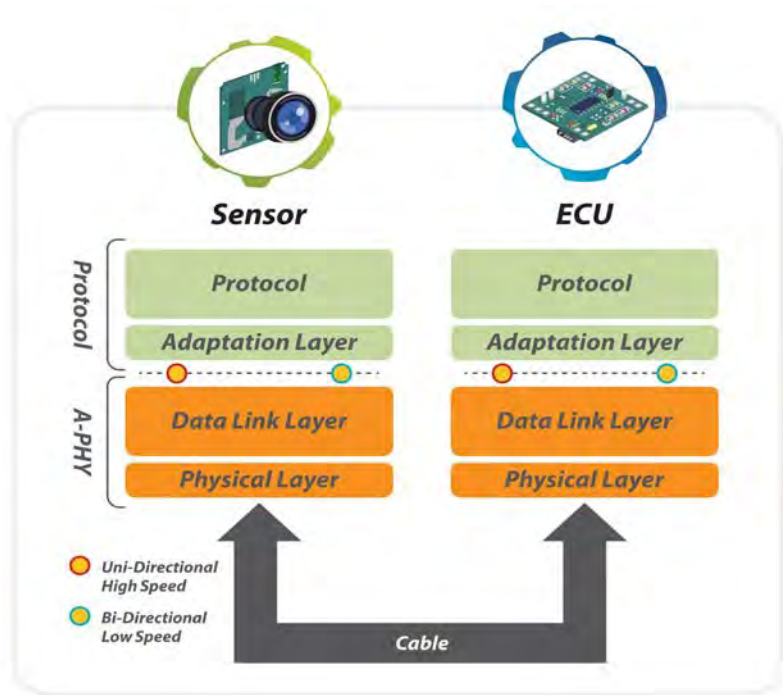 Sensor
ECU
Protocol
Protocol
Protocol
Adaptation Layer
Adaptation Layer
A-PHY
Data Link Layer
Data Link Layer
Physical Layer
Physical Layer
Uni-Directional
High Speed
Bi-Directional
Low Speed
Cable